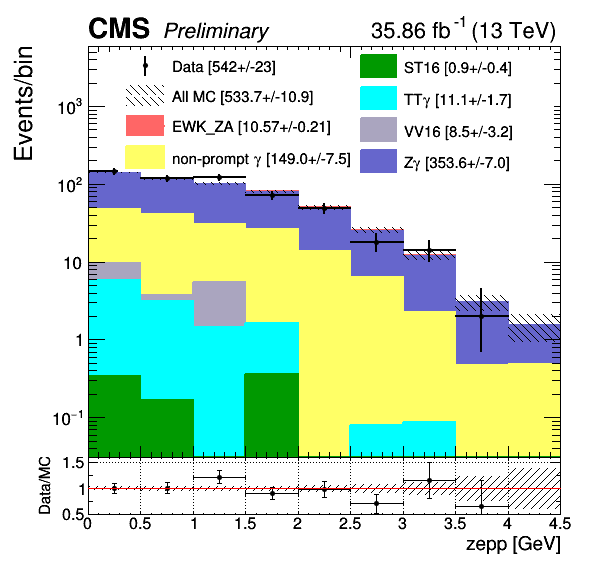 CMS Preliminary 35.86 fb⁻¹ (13 TeV)
Events/bin
Data [542+/-23]
All MC [533.7+/-10.9]
EWK_ZA [10.57+/-0.21]
non-prompt γ [149.0+/-7.5]
ST16 [0.9+/-0.4]
TTγ [11.1+/-1.7]
VV16 [8.5+/-3.2]
Zγ [353.6+/-7.0]
10³
10²
10
1
10⁻¹
Data/MC
1.5
1
0.5
0 0.5 1 1.5 2 2.5 3 3.5 4 4.5
zepp [GeV]